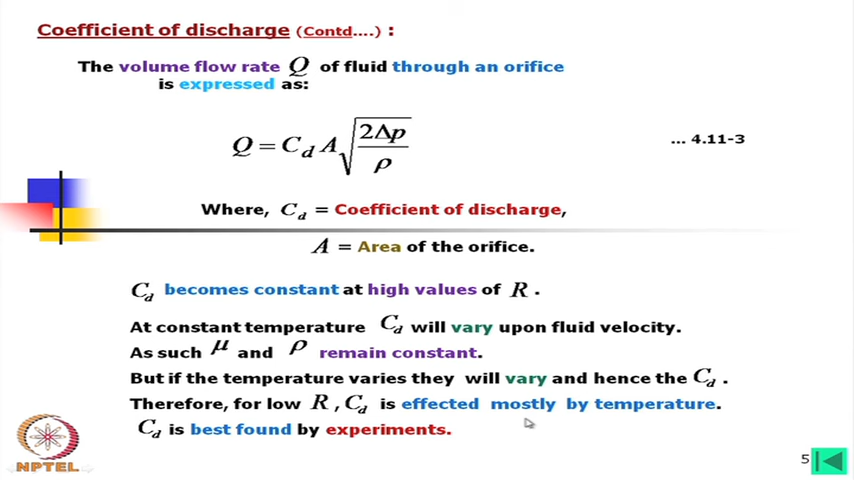 Coefficient of discharge (Contd....) :
The volume flow rate Q of fluid through an orifice
is expressed as:
Q = C_d A √(2Δp/ρ) ... 4.11-3
Where, C_d = Coefficient of discharge,
A = Area of the orifice.
C_d becomes constant at high values of R .
At constant temperature C_d will vary upon fluid velocity.
As such μ and ρ remain constant.
But if the temperature varies they will vary and hence the C_d .
Therefore, for low R , C_d is effected mostly by temperature.
C_d is best found by experiments.
NPTEL
5